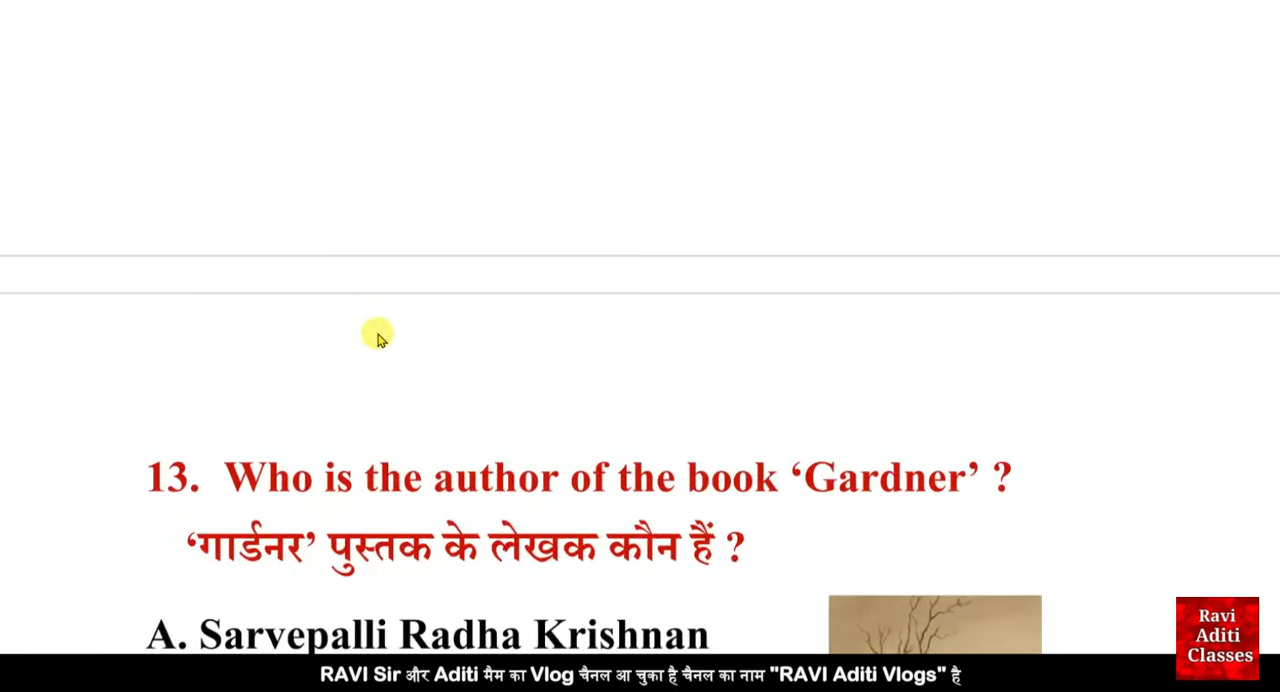 13. Who is the author of the book ‘Gardner’ ?
‘गार्डनर’ पुस्तक के लेखक कौन हैं ?
A. Sarvepalli Radha Krishnan
Ravi
Aditi
Classes
RAVI Sir और Aditi मैम का Vlog चैनल आ चुका है चैनल का नाम "RAVI Aditi Vlogs" है